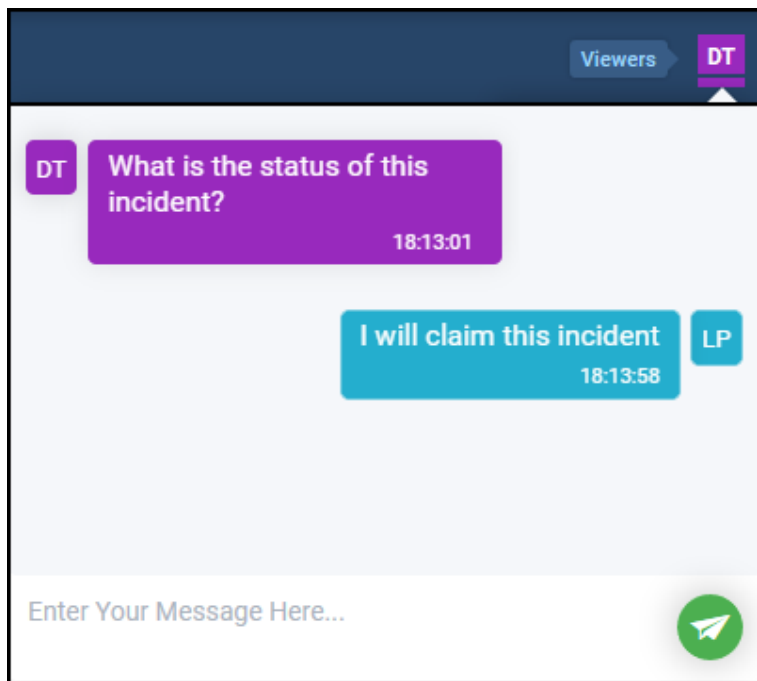 Viewers
DT
DT
What is the status of this
incident?
18:13:01
I will claim this incident
LP
18:13:58
Enter Your Message Here...